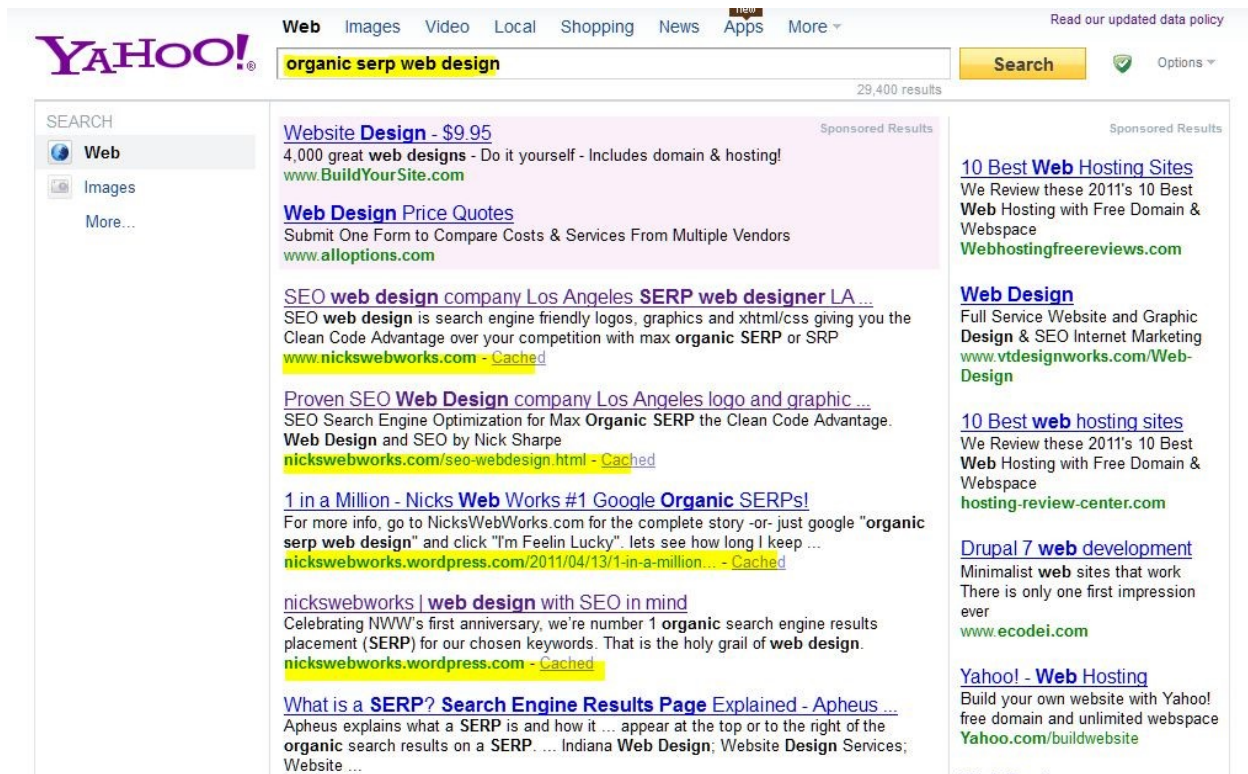 Web Images Video Local Shopping News Apps More
new
Read our updated data policy
YAHOO!®
organic serp web design
Search
Options
29,400 results
SEARCH
Web
Images
More...
Sponsored Results
Website Design - $9.95
4,000 great web designs - Do it yourself - Includes domain & hosting!
www.BuildYourSite.com
Web Design Price Quotes
Submit One Form to Compare Costs & Services From Multiple Vendors
www.alloptions.com
SEO web design company Los Angeles SERP web designer LA ...
SEO web design is search engine friendly logos, graphics and xhtml/css giving you the
Clean Code Advantage over your competition with max organic SERP or SRP
www.nickswebworks.com - Cached
Proven SEO Web Design company Los Angeles logo and graphic ...
SEO Search Engine Optimization for Max Organic SERP the Clean Code Advantage.
Web Design and SEO by Nick Sharpe
nickswebworks.com/seo-webdesign.html - Cached
1 in a Million - Nicks Web Works #1 Google Organic SERPs!
For more info, go to NicksWebWorks.com for the complete story -or- just google "organic
serp web design" and click "I'm Feelin Lucky". lets see how long I keep ...
nickswebworks.wordpress.com/2011/04/13/1-in-a-million... - Cached
nickswebworks | web design with SEO in mind
Celebrating NWW's first anniversary, we're number 1 organic search engine results
placement (SERP) for our chosen keywords. That is the holy grail of web design.
nickswebworks.wordpress.com - Cached
What is a SERP? Search Engine Results Page Explained - Apheus ...
Apheus explains what a SERP is and how it ... appear at the top or to the right of the
organic search results on a SERP. ... Indiana Web Design; Website Design Services;
Website ...
Sponsored Results
10 Best Web Hosting Sites
We Review these 2011's 10 Best
Web Hosting with Free Domain &
Webspace
Webhostingfreereviews.com
Web Design
Full Service Website and Graphic
Design & SEO Internet Marketing
www.vtdesignworks.com/Web-
Design
10 Best web hosting sites
We Review these 2011's 10 Best
Web Hosting with Free Domain &
Webspace
hosting-review-center.com
Drupal 7 web development
Minimalist web sites that work
There is only one first impression
ever
www.ecodei.com
Yahoo! - Web Hosting
Build your own website with Yahoo!
free domain and unlimited webspace
Yahoo.com/buildwebsite